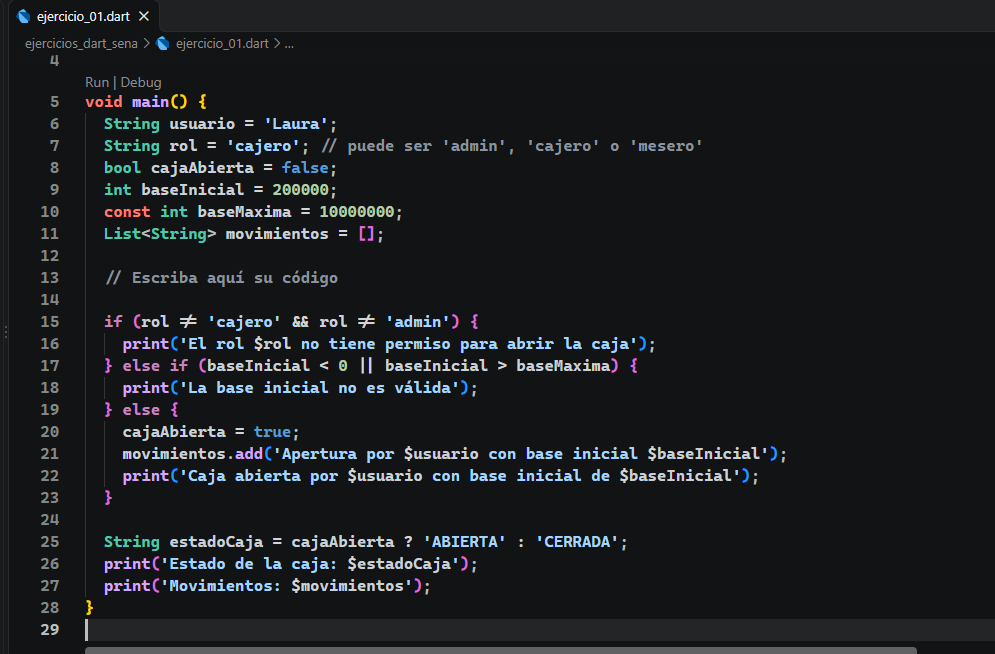 ejercicio_01.dart ×
ejercicios_dart_sena > ejercicio_01.dart > ...
4
Run | Debug
5 void main() {
6   String usuario = 'Laura';
7   String rol = 'cajero'; // puede ser 'admin', 'cajero' o 'mesero'
8   bool cajaAbierta = false;
9   int baseInicial = 200000;
10   const int baseMaxima = 10000000;
11   List<String> movimientos = [];
12
13   // Escriba aquí su código
14
15   if (rol != 'cajero' && rol != 'admin') {
16     print('El rol $rol no tiene permiso para abrir la caja');
17   } else if (baseInicial < 0 || baseInicial > baseMaxima) {
18     print('La base inicial no es válida');
19   } else {
20     cajaAbierta = true;
21     movimientos.add('Apertura por $usuario con base inicial $baseInicial');
22     print('Caja abierta por $usuario con base inicial de $baseInicial');
23   }
24
25   String estadoCaja = cajaAbierta ? 'ABIERTA' : 'CERRADA';
26   print('Estado de la caja: $estadoCaja');
27   print('Movimientos: $movimientos');
28 }
29